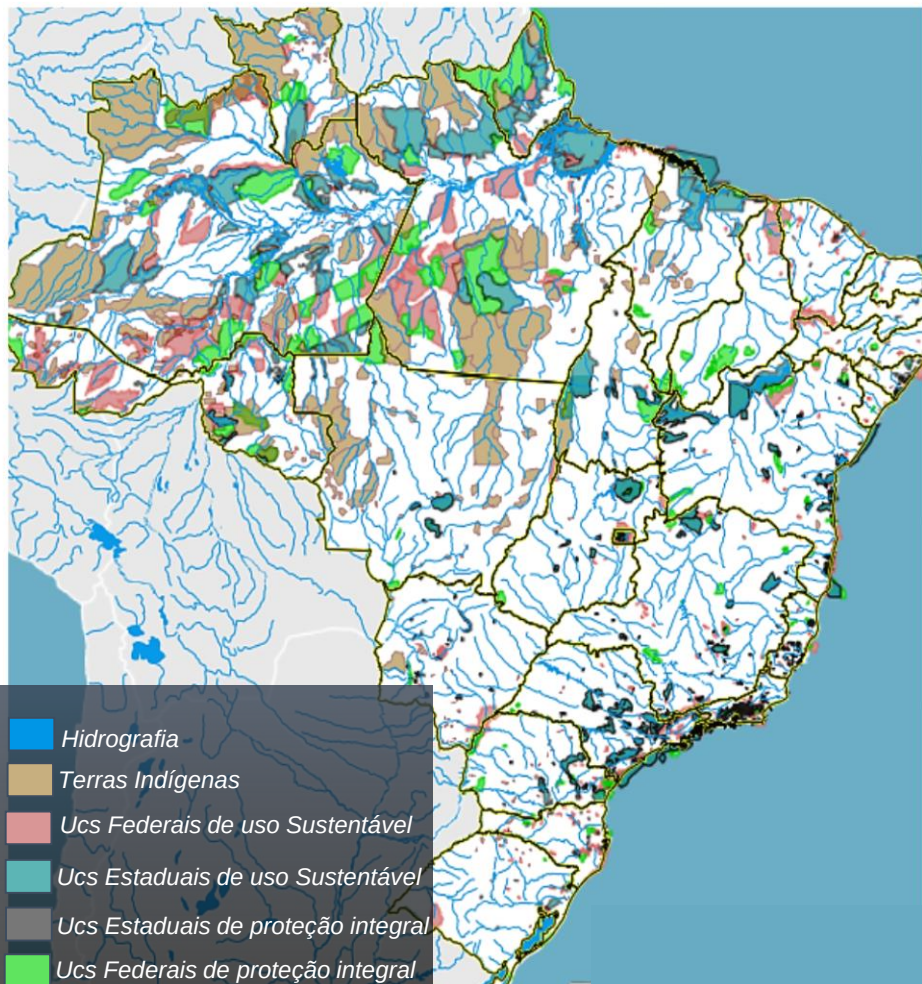 Hidrografia
Terras Indígenas
Ucs Federais de uso Sustentável
Ucs Estaduais de uso Sustentável
Ucs Estaduais de proteção integral
Ucs Federais de proteção integral